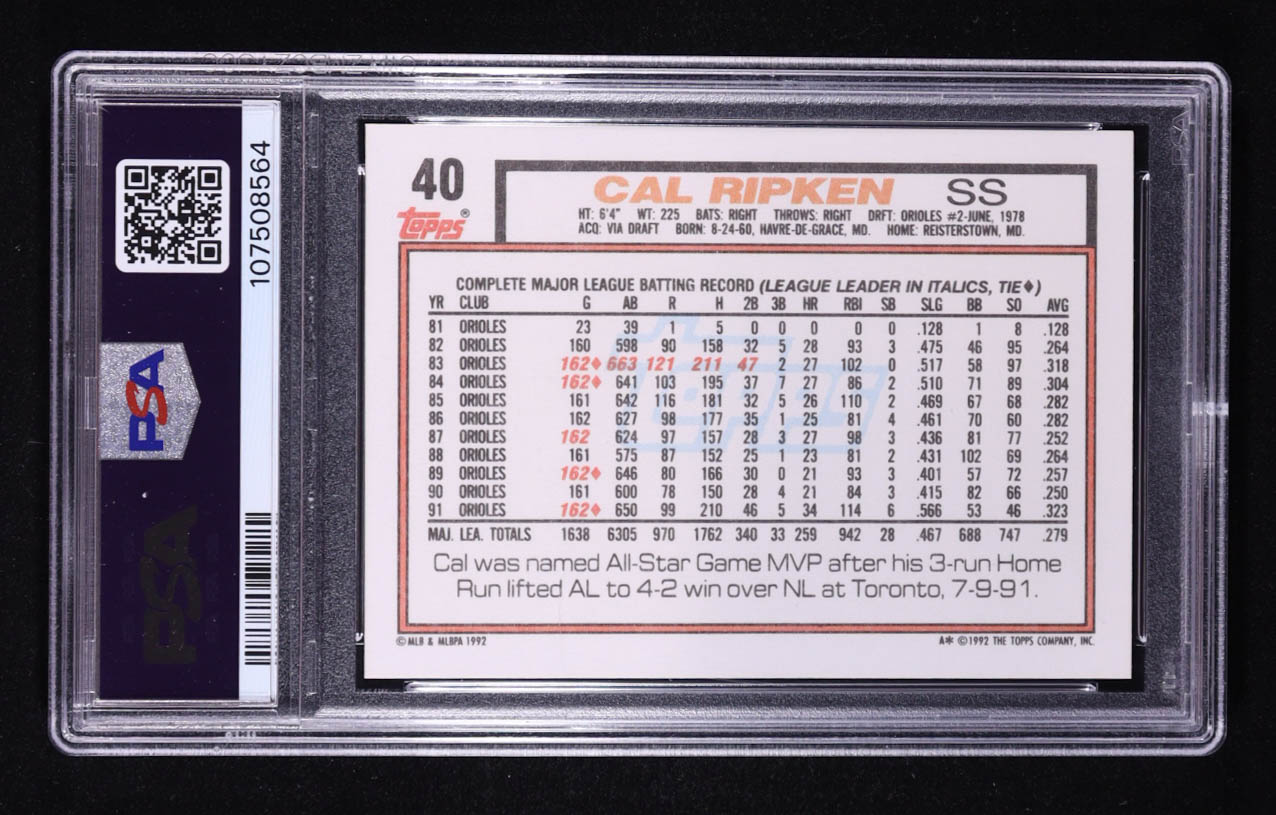 107508564
PSA
PSA
40
topps®
CAL RIPKEN SS
HT: 6'4" WT: 225 BATS: RIGHT THROWS: RIGHT DRFT: ORIOLES #2-JUNE, 1978
ACQ: VIA DRAFT BORN: 8-24-60, HAVRE-DE-GRACE, MD. HOME: REISTERSTOWN, MD.
COMPLETE MAJOR LEAGUE BATTING RECORD (LEAGUE LEADER IN ITALICS, TIE♦)
YR CLUB G AB R H 2B 3B HR RBI SB SLG BB SO AVG
81 ORIOLES 23 39 1 5 0 0 0 0 0 .128 1 8 .128
82 ORIOLES 160 598 90 158 32 5 28 93 3 .475 46 95 .264
83 ORIOLES 162♦ 663 121 211 47 2 27 102 0 .517 58 97 .318
84 ORIOLES 162♦ 641 103 195 37 7 27 86 2 .510 71 89 .304
85 ORIOLES 161 642 116 181 32 5 26 110 2 .469 67 68 .282
86 ORIOLES 162 627 98 177 35 1 25 81 4 .461 70 60 .282
87 ORIOLES 162 624 97 157 28 3 27 98 3 .436 81 77 .252
88 ORIOLES 161 575 87 152 25 1 23 81 2 .431 102 69 .264
89 ORIOLES 162♦ 646 80 166 30 0 21 93 3 .401 57 72 .257
90 ORIOLES 161 600 78 150 28 4 21 84 3 .415 82 66 .250
91 ORIOLES 162♦ 650 99 210 46 5 34 114 6 .566 53 46 .323
MAJ. LEA. TOTALS 1638 6305 970 1762 340 33 259 942 28 .467 688 747 .279
Cal was named All-Star Game MVP after his 3-run Home
Run lifted AL to 4-2 win over NL at Toronto, 7-9-91.
© MLB & MLBPA 1992
A* © 1992 THE TOPPS COMPANY, INC.